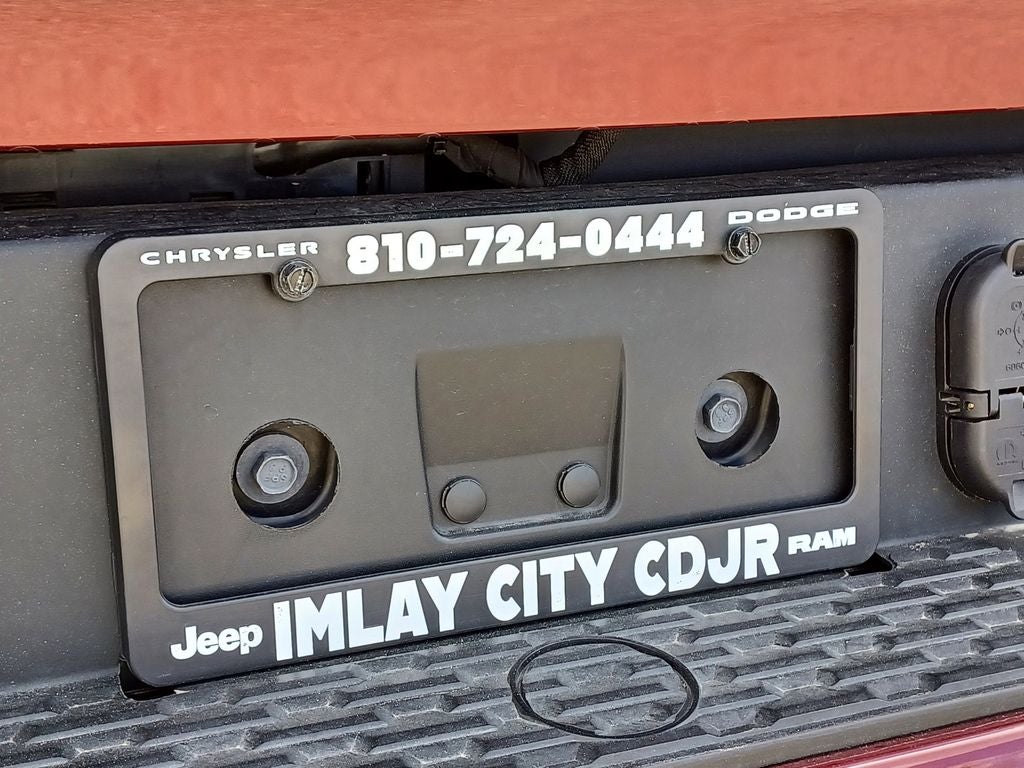 CHRYSLER 810-724-0444 DODGE
Jeep IMLAY CITY CDJR RAM